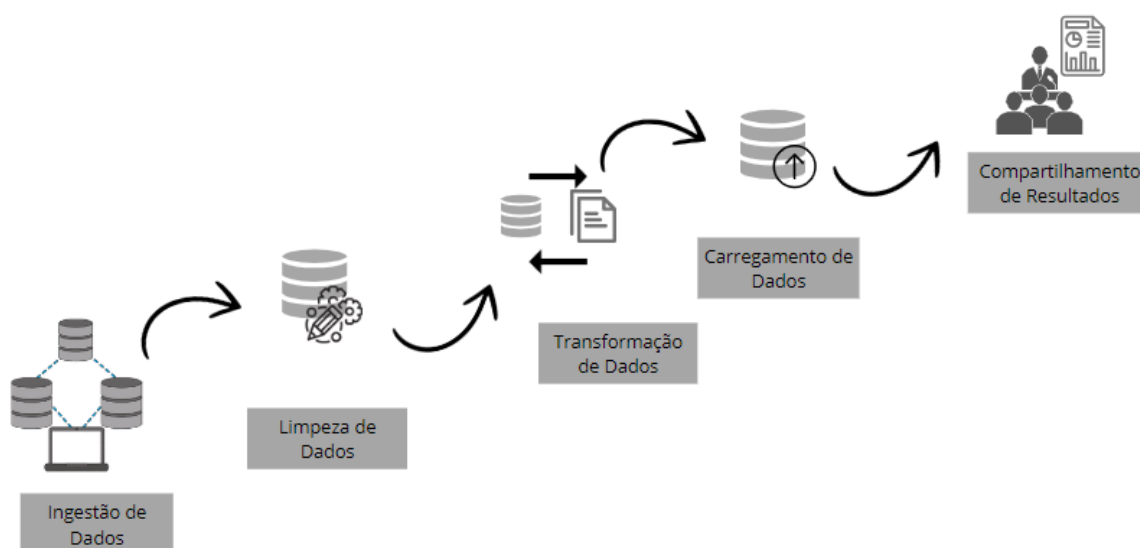 Ingestão de
Dados
Limpeza de
Dados
Transformação
de Dados
Carregamento de
Dados
Compartilhamento
de Resultados